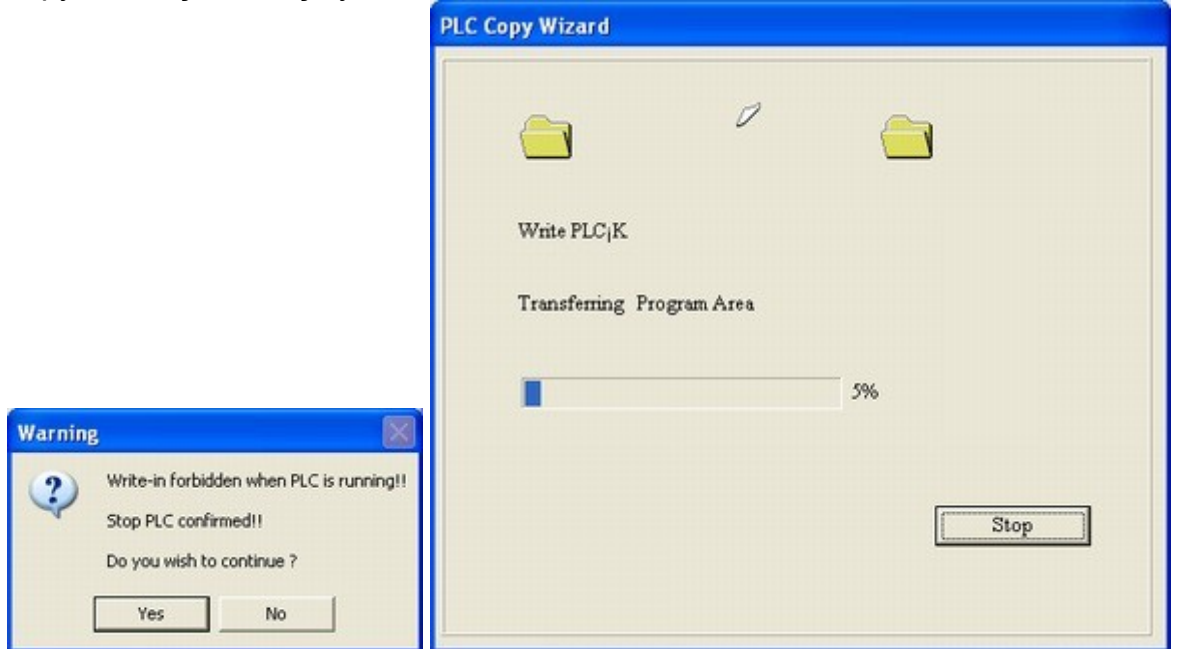 PLC Copy Wizard
Write PLC¡K
Transferring Program Area
5%
Stop
Warning
Write-in forbidden when PLC is running!!
Stop PLC confirmed!!
Do you wish to continue ?
Yes
No